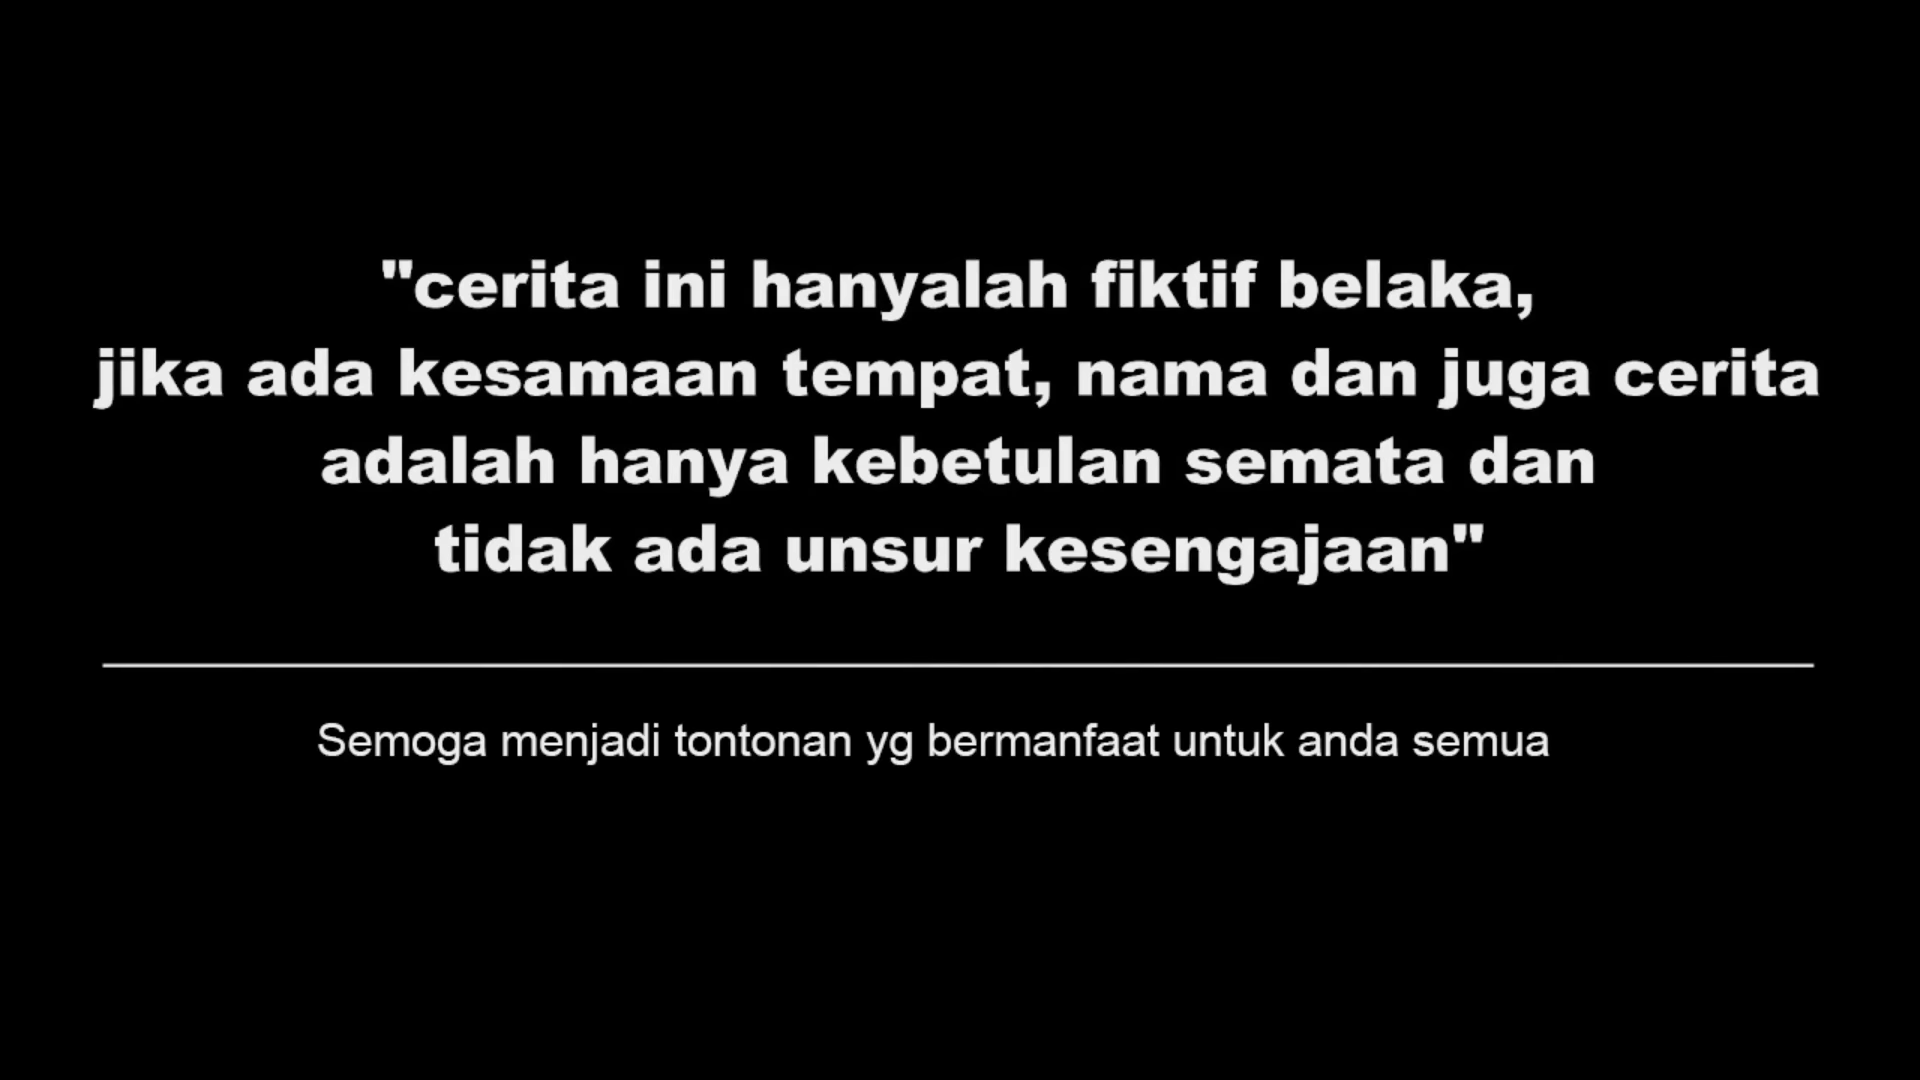 "cerita ini hanyalah fiktif belaka,
jika ada kesamaan tempat, nama dan juga cerita
adalah hanya kebetulan semata dan
tidak ada unsur kesengajaan"
Semoga menjadi tontonan yg bermanfaat untuk anda semua